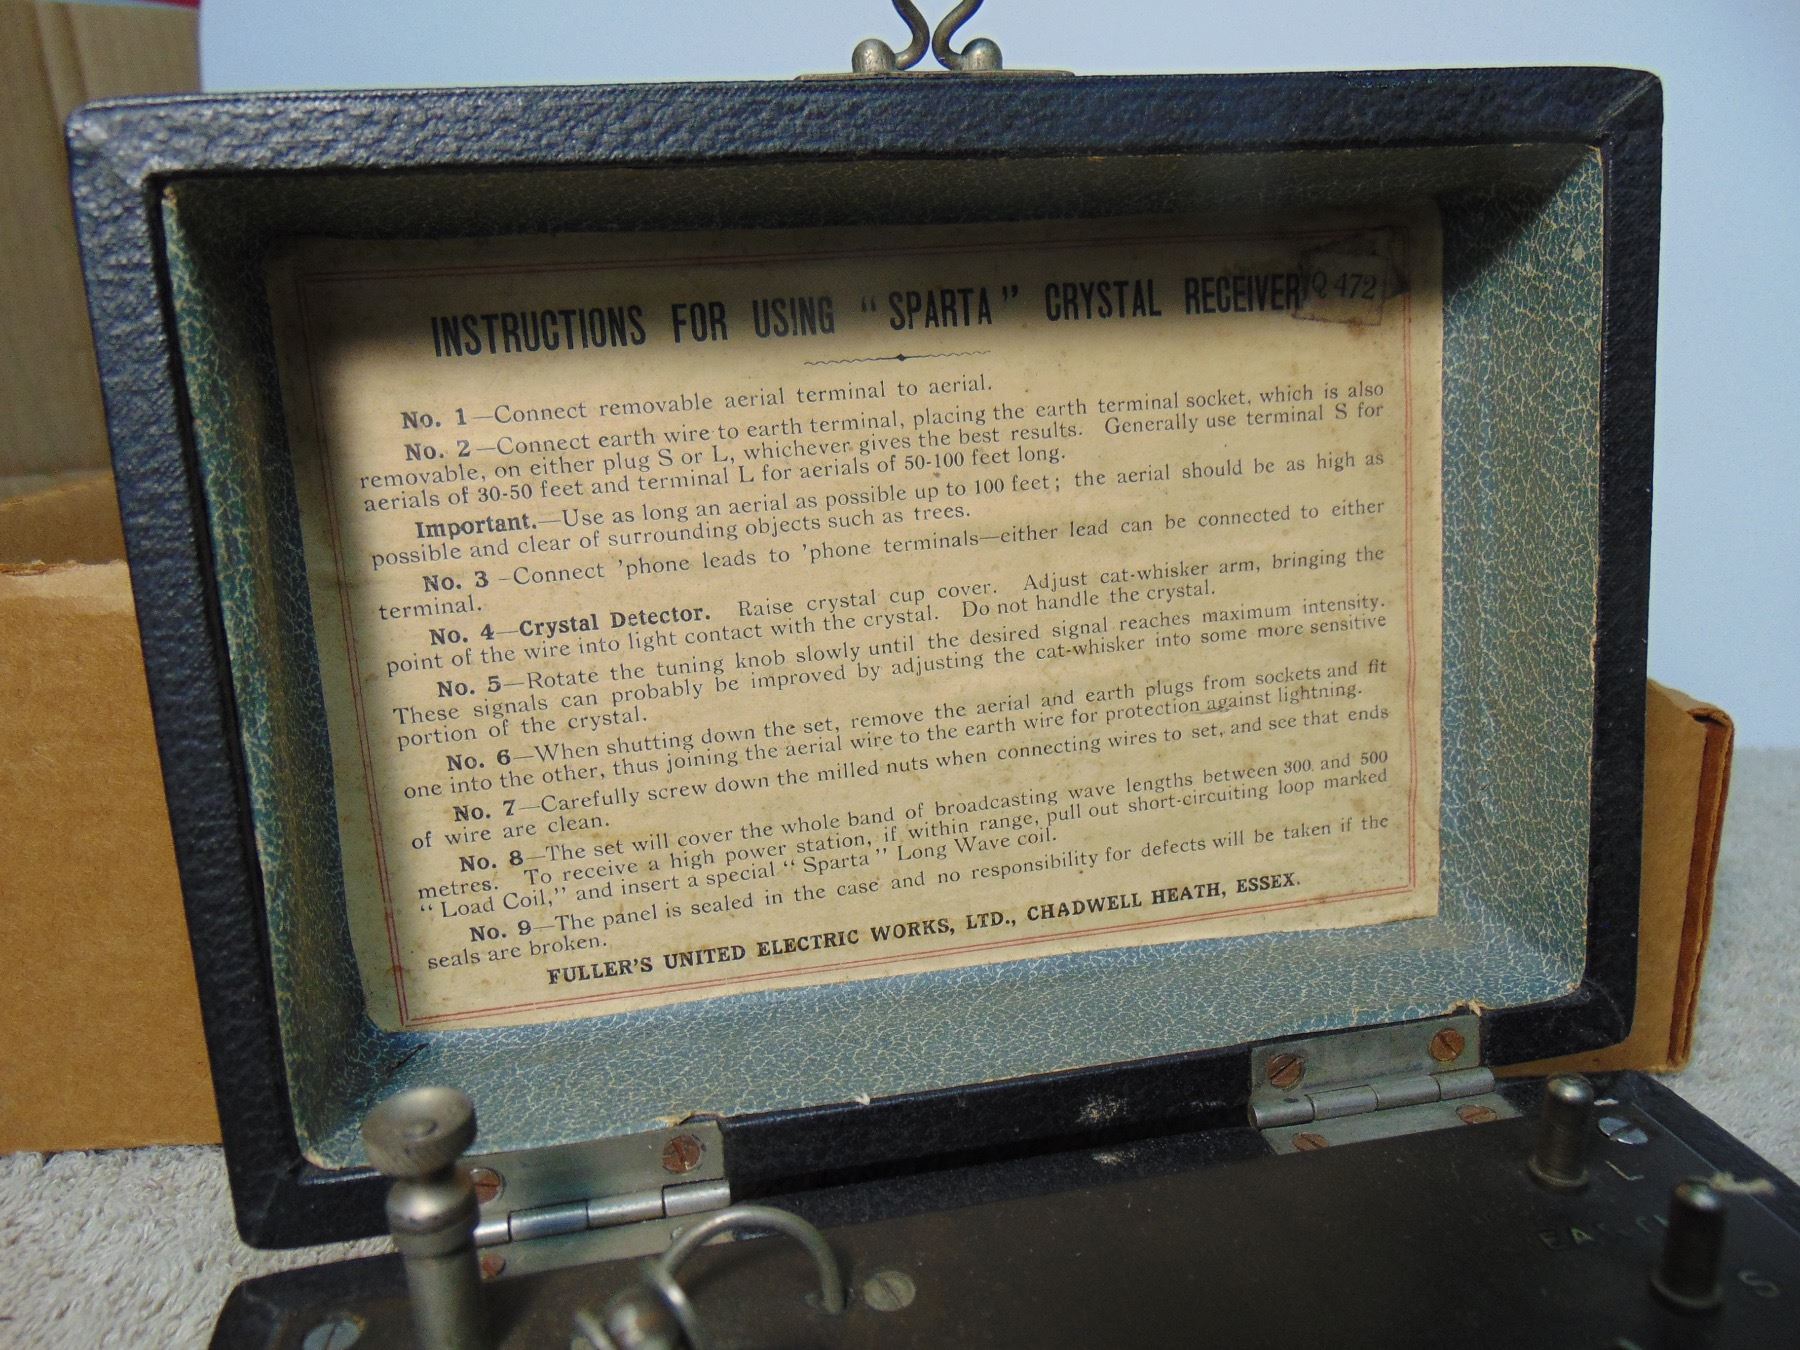 INSTRUCTIONS FOR USING "SPARTA" CRYSTAL RECEIVER
Q 472
No. 1—Connect removable aerial terminal to aerial.
No. 2—Connect earth wire to earth terminal, placing the earth terminal socket, which is also
removable, on either plug S or L, whichever gives the best results. Generally use terminal S for
aerials of 30-50 feet and terminal L for aerials of 50-100 feet long.
Important.—Use as long an aerial as possible up to 100 feet; the aerial should be as high as
possible and clear of surrounding objects such as trees.
No. 3—Connect 'phone leads to 'phone terminals—either lead can be connected to either
terminal.
No. 4—Crystal Detector. Raise crystal cup cover. Adjust cat-whisker arm, bringing the
point of the wire into light contact with the crystal. Do not handle the crystal.
No. 5—Rotate the tuning knob slowly until the desired signal reaches maximum intensity.
These signals can probably be improved by adjusting the cat-whisker into some more sensitive
portion of the crystal.
No. 6—When shutting down the set, remove the aerial and earth plugs from sockets and fit
one into the other, thus joining the aerial wire to the earth wire for protection against lightning.
No. 7—Carefully screw down the milled nuts when connecting wires to set, and see that ends
of wire are clean.
No. 8—The set will cover the whole band of broadcasting wave lengths between 300 and 500
metres. To receive a high power station, if within range, pull out short-circuiting loop marked
"Load Coil," and insert a special "Sparta" Long Wave coil.
No. 9—The panel is sealed in the case and no responsibility for defects will be taken if the
seals are broken.
FULLER'S UNITED ELECTRIC WORKS, LTD., CHADWELL HEATH, ESSEX.
L
S